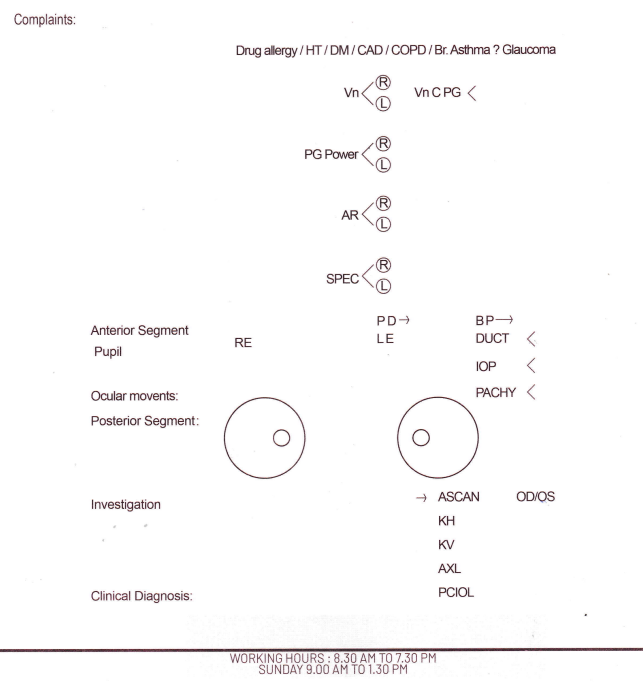 Complaints:
Drug allergy / HT / DM / CAD / COPD / Br. Asthma ? Glaucoma
Vn < R L Vn C PG <
PG Power < R L
AR < R L
SPEC < R L
PD→ BP→
Anterior Segment RE LE DUCT <
Pupil
IOP <
Ocular movents: PACHY <
Posterior Segment:
Investigation → ASCAN OD/OS
KH
KV
AXL
Clinical Diagnosis: PCIOL
WORKING HOURS : 8.30 AM TO 7.30 PM
SUNDAY 9.00 AM TO 1.30 PM